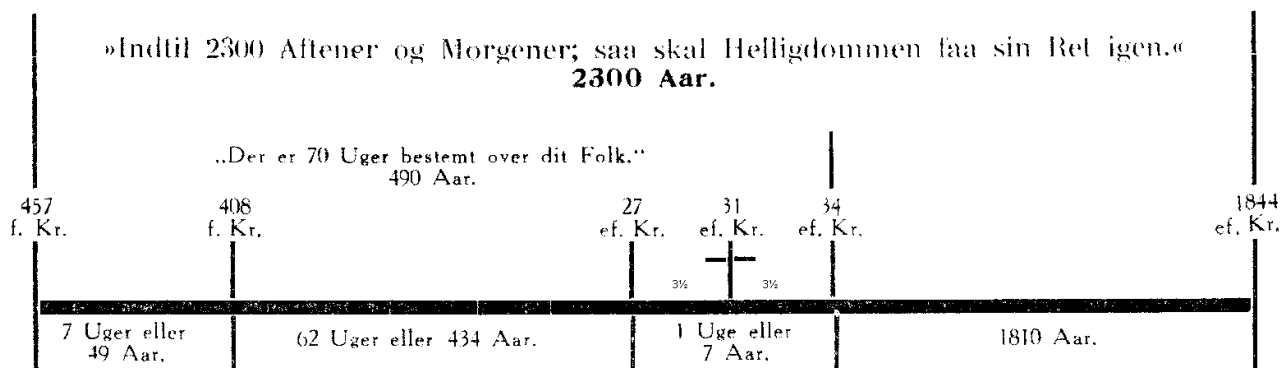 »Indtil 2300 Aftener og Morgener; saa skal Helligdommen faa sin Ret igen.«
2300 Aar.
„Der er 70 Uger bestemt over dit Folk.“
490 Aar.
457 408 27 31 34 1844
f. Kr. f. Kr. ef. Kr. ef. Kr. ef. Kr. ef. Kr.
3½ 3½
7 Uger eller 62 Uger eller 434 Aar. 1 Uge eller 1810 Aar.
49 Aar. 7 Aar.